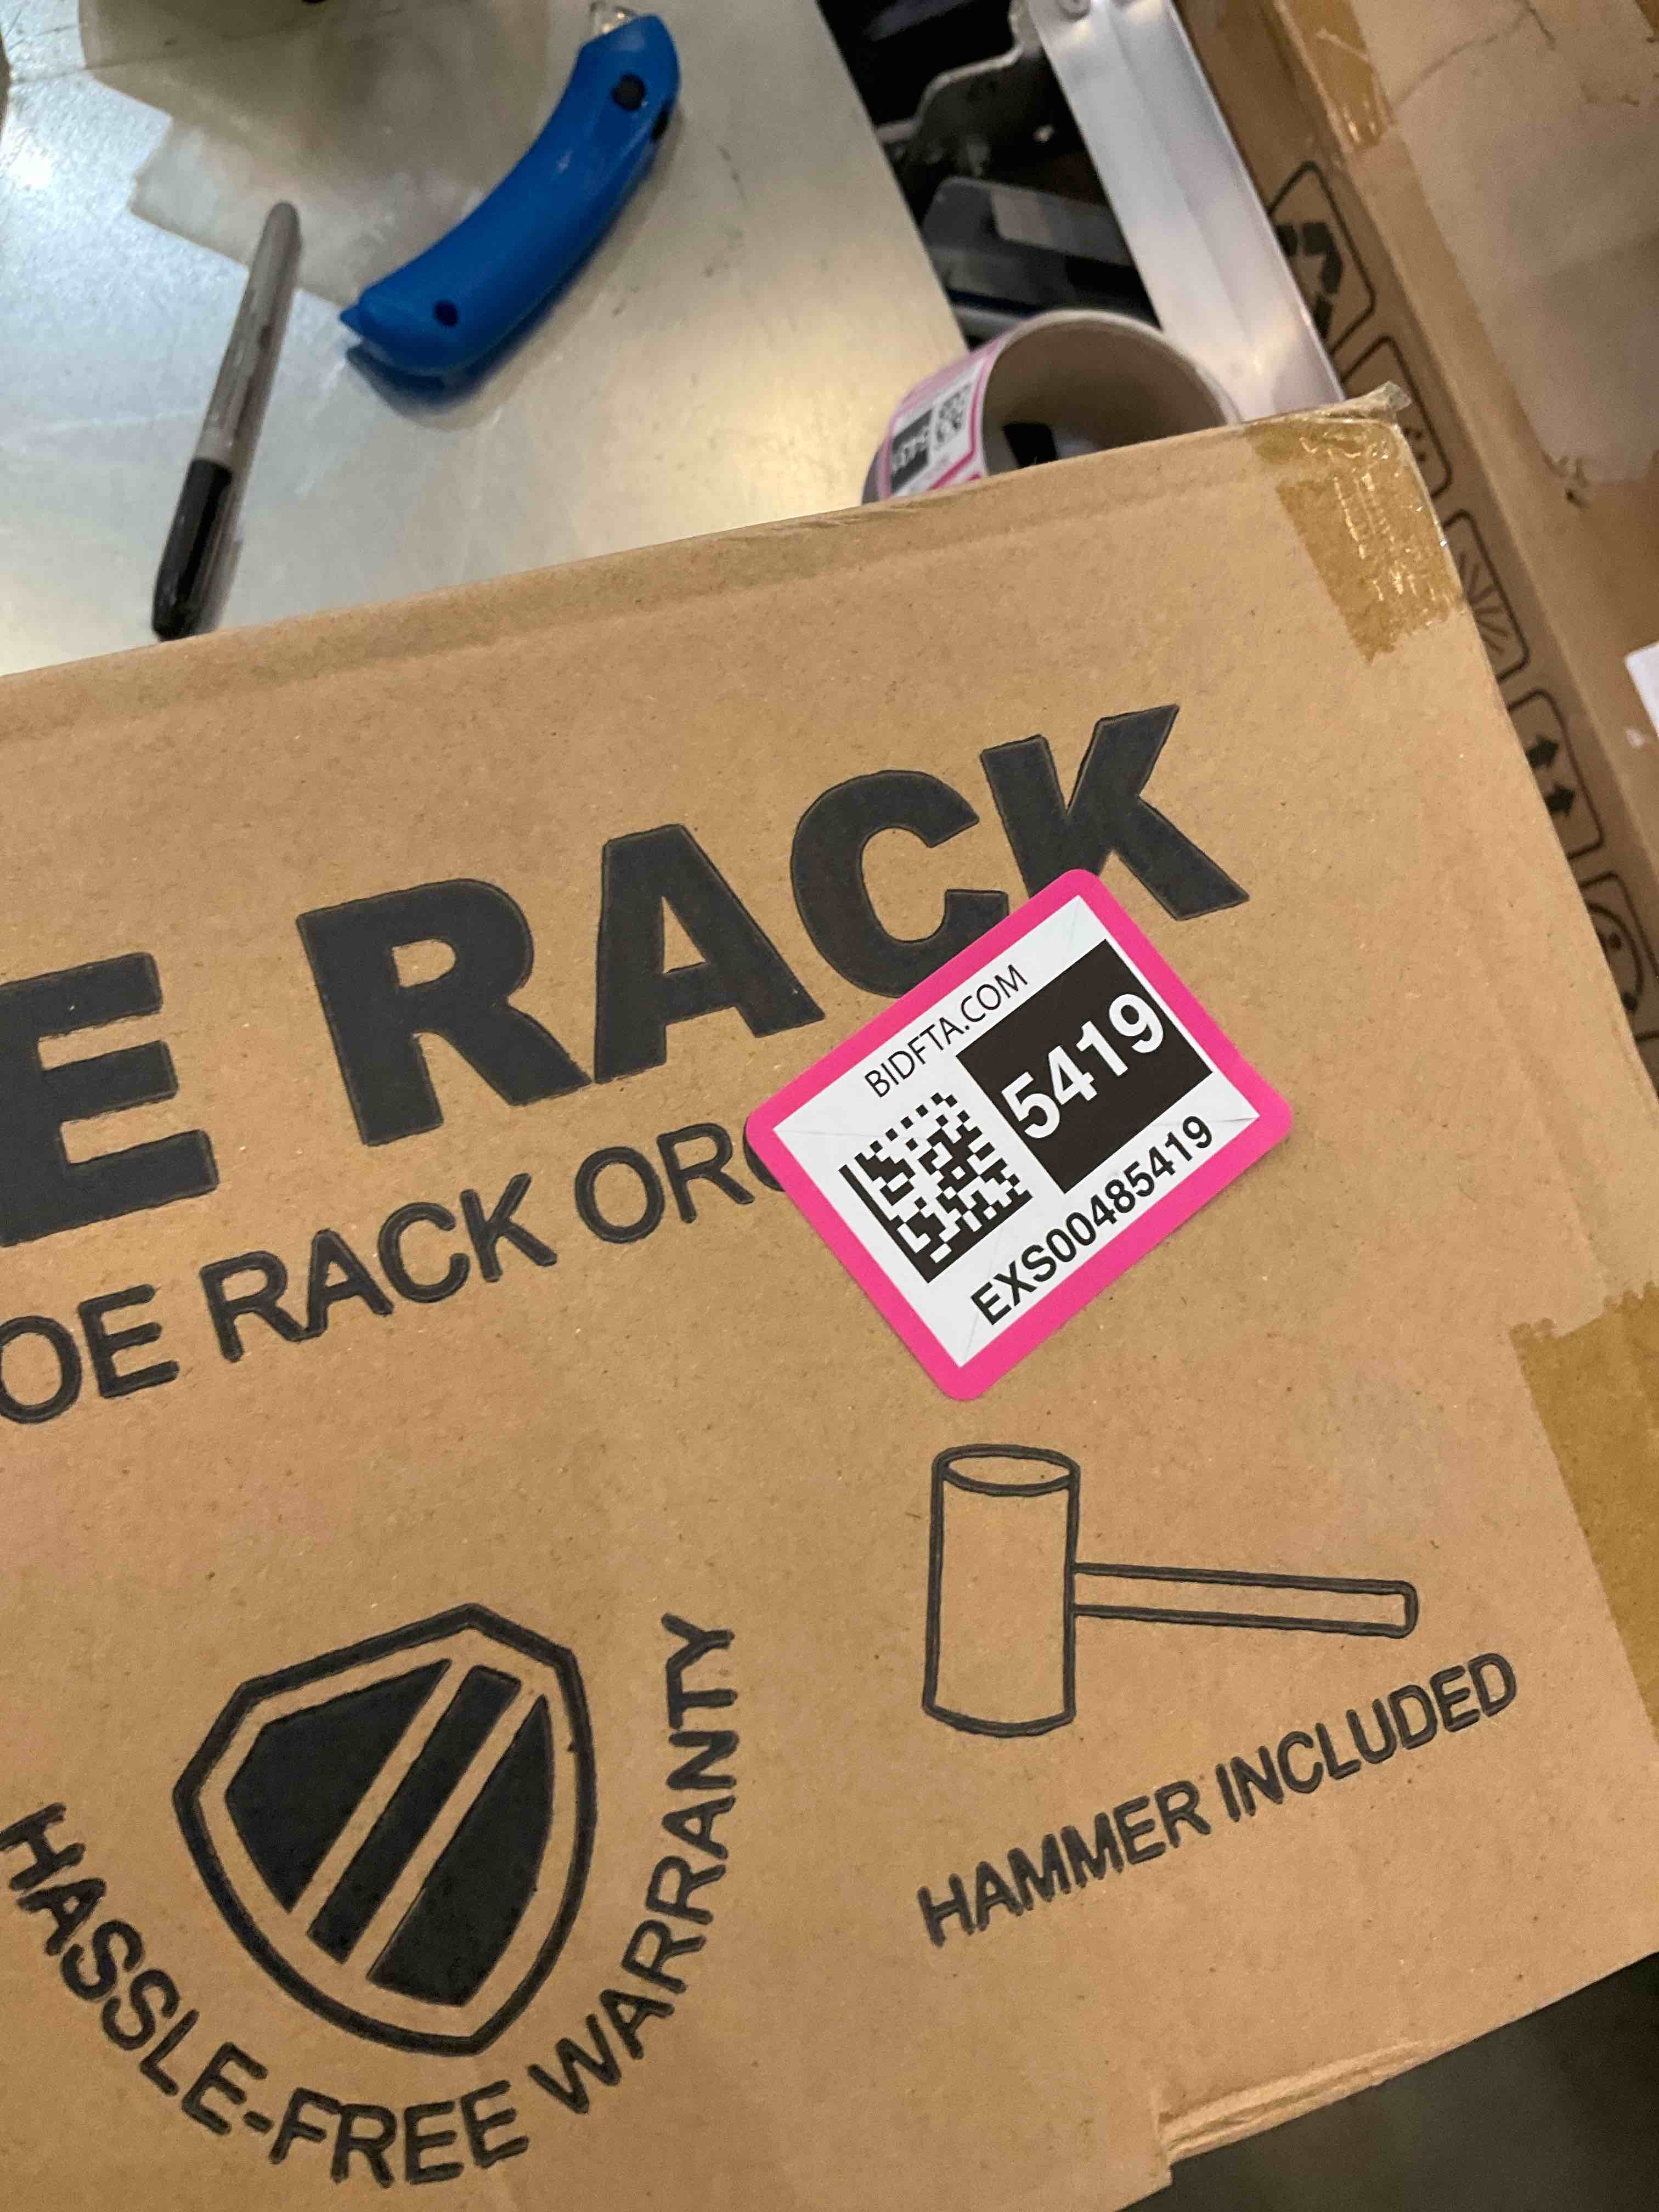 E RACK
OE RACK ORG
BIDFTA.COM
5419
EXS00485419
HASSLE-FREE WARRANTY
HAMMER INCLUDED